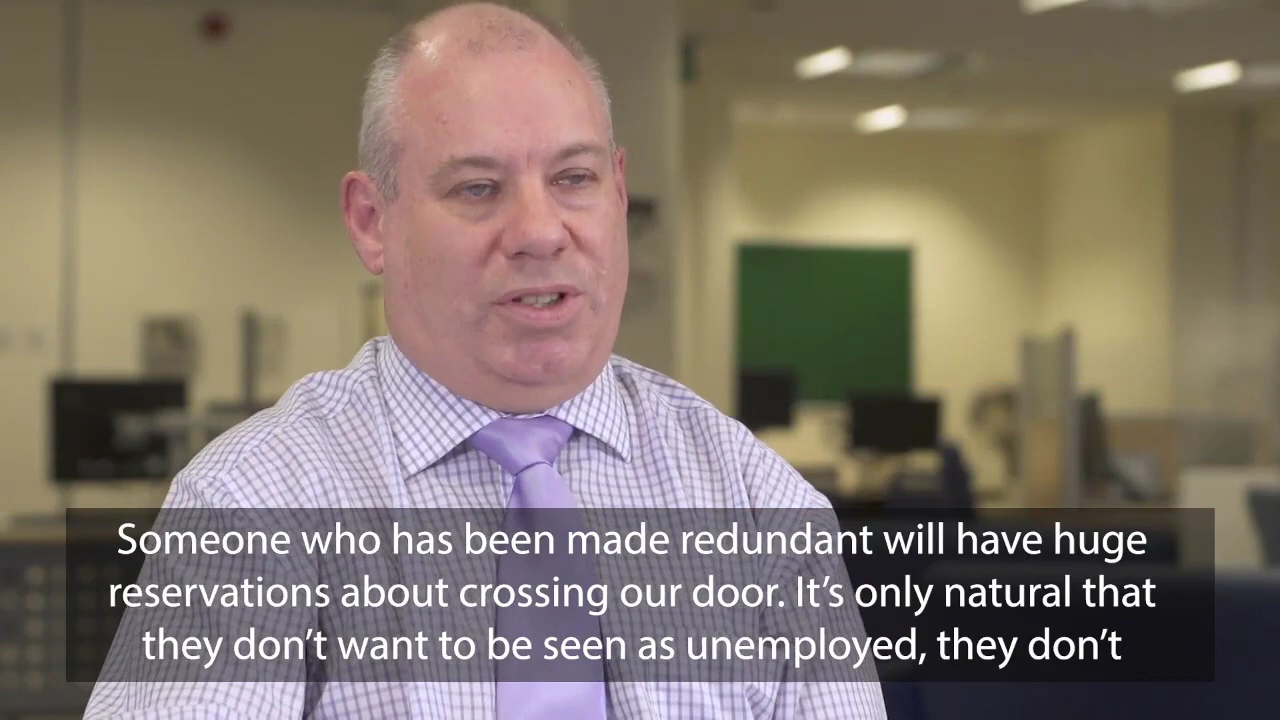 Someone who has been made redundant will have huge
reservations about crossing our door. It’s only natural that
they don’t want to be seen as unemployed, they don’t